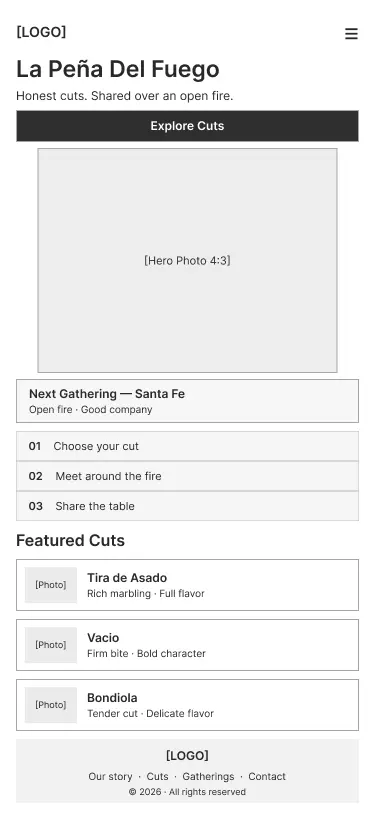 [LOGO]
La Peña Del Fuego
Honest cuts. Shared over an open fire.
Explore Cuts
[Hero Photo 4:3]
Next Gathering — Santa Fe
Open fire · Good company
01 Choose your cut
02 Meet around the fire
03 Share the table
Featured Cuts
[Photo]
Tira de Asado
Rich marbling · Full flavor
[Photo]
Vacio
Firm bite · Bold character
[Photo]
Bondiola
Tender cut · Delicate flavor
[LOGO]
Our story · Cuts · Gatherings · Contact
© 2026 · All rights reserved